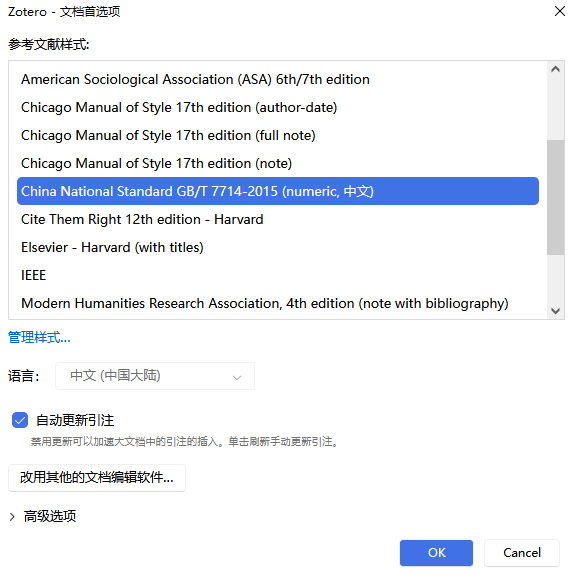 Zotero - 文档首选项
参考文献样式:
American Sociological Association (ASA) 6th/7th edition
Chicago Manual of Style 17th edition (author-date)
Chicago Manual of Style 17th edition (full note)
Chicago Manual of Style 17th edition (note)
China National Standard GB/T 7714-2015 (numeric, 中文)
Cite Them Right 12th edition - Harvard
Elsevier - Harvard (with titles)
IEEE
Modern Humanities Research Association, 4th edition (note with bibliography)
管理样式...
语言： 中文 (中国大陆)
自动更新引注
禁用更新可以加速大文档中的引注的插入。单击刷新手动更新引注。
改用其他的文档编辑软件...
高级选项
OK Cancel